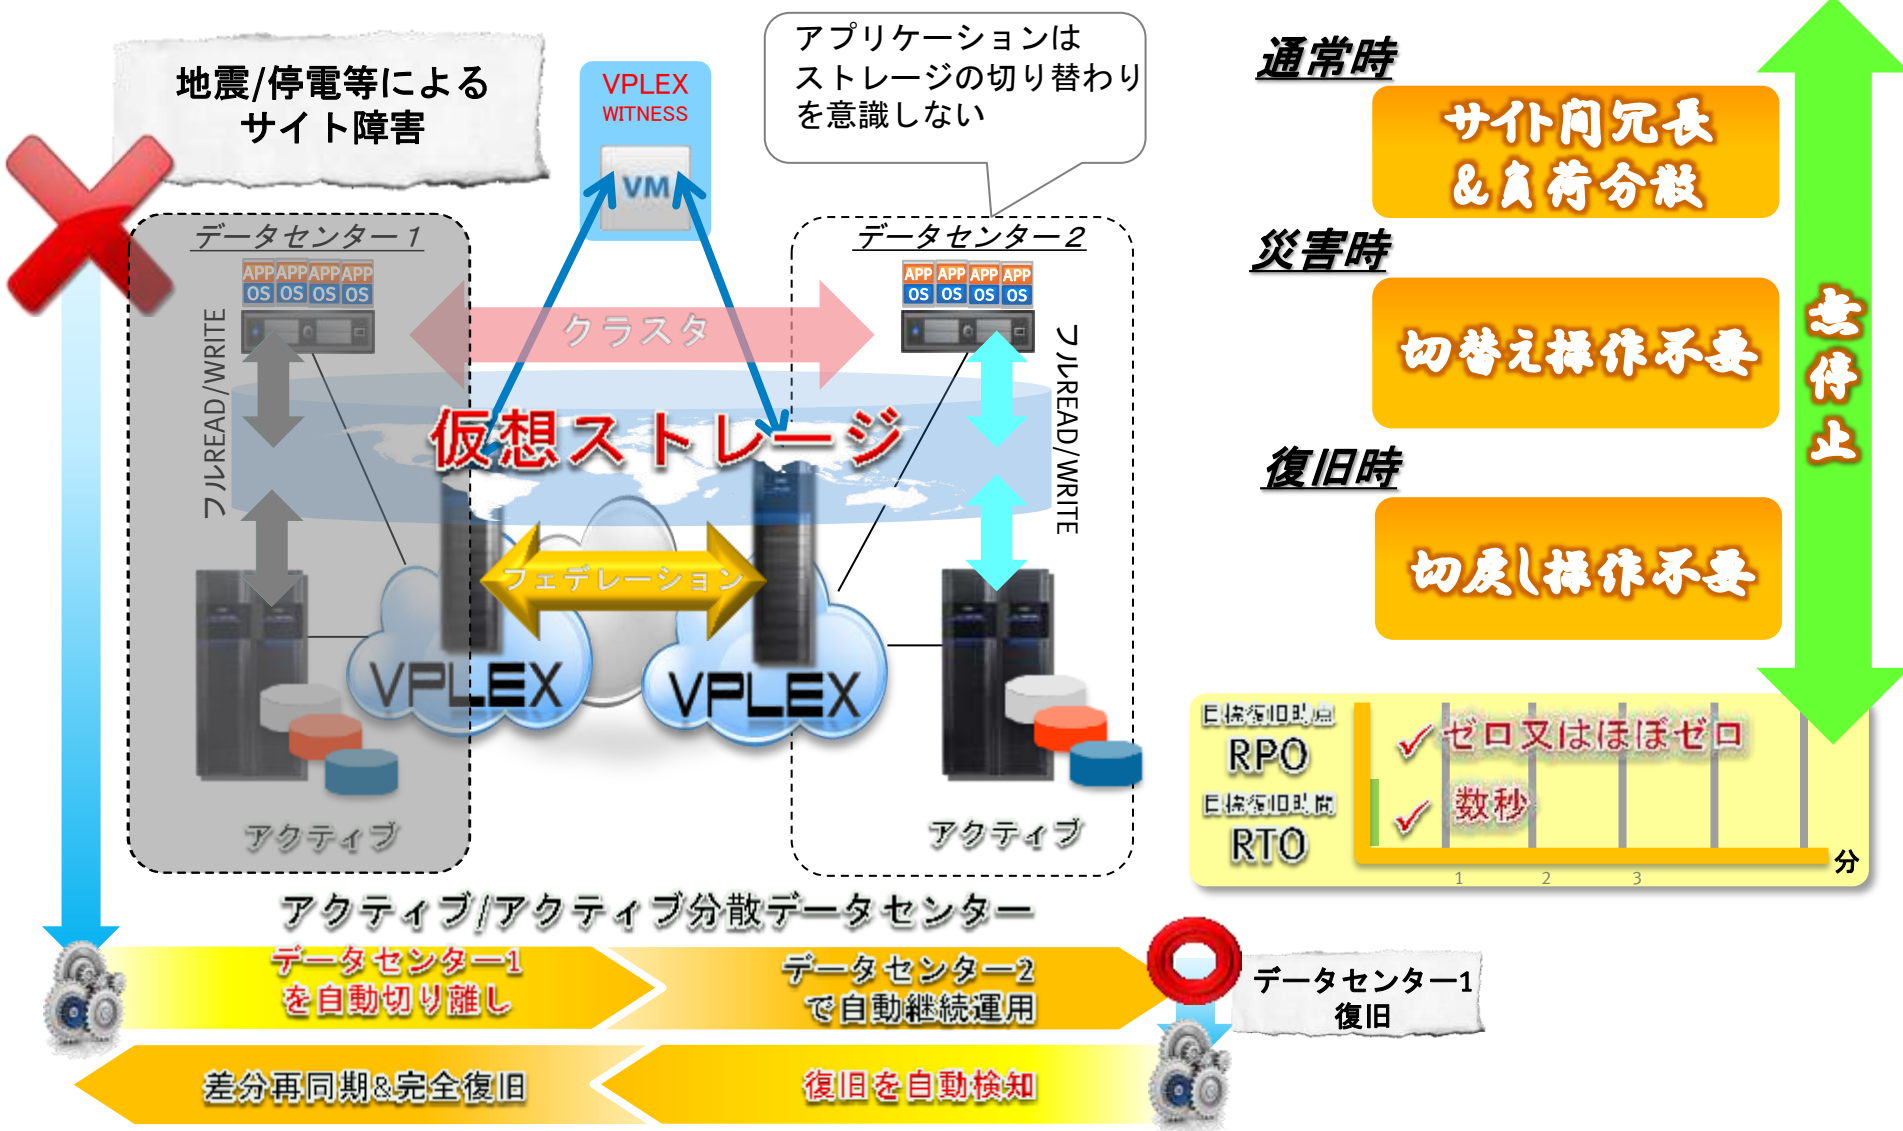 地震/停電等による
サイト障害
VPLEX
WITNESS
VM
アプリケーションは
ストレージの切り替わり
を意識しない
データセンター1
APP APP APP APP
OS OS OS OS
フルREAD/WRITE
クラスタ
データセンター2
APP APP APP APP
OS OS OS OS
フルREAD/WRITE
仮想ストレージ
フェデレーション
VPLEX
VPLEX
アクティブ
アクティブ
アクティブ/アクティブ分散データセンター
データセンター1
を自動切り離し
データセンター2
で自動継続運用
データセンター1
復旧
復旧を自動検知
差分再同期&完全復旧
通常時
サイト間冗長
&負荷分散
災害時
切替え操作不要
復旧時
切戻し操作不要
無停止
目標復旧時点
RPO
ゼロ又はほぼゼロ
目標復旧時間
RTO
数秒
分
1 2 3